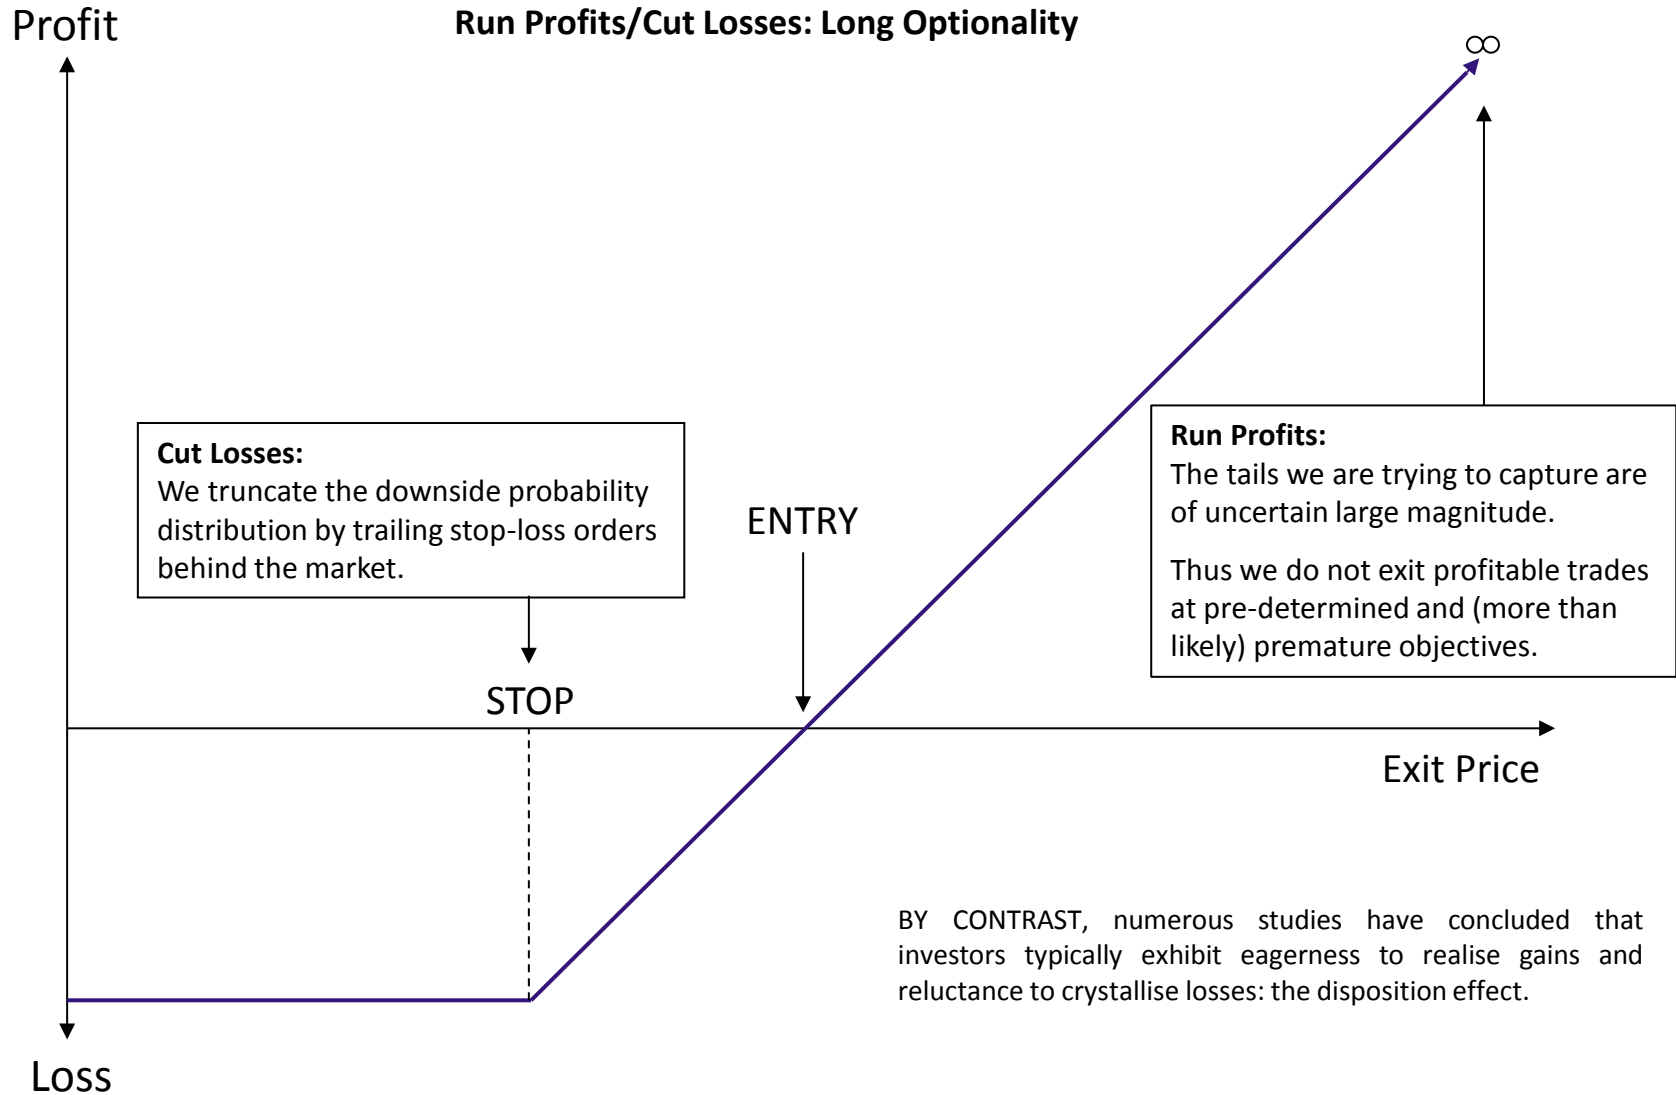 Profit
Run Profits/Cut Losses: Long Optionality
∞
Cut Losses:
We truncate the downside probability
distribution by trailing stop-loss orders
behind the market.
ENTRY
Run Profits:
The tails we are trying to capture are
of uncertain large magnitude.
Thus we do not exit profitable trades
at pre-determined and (more than
likely) premature objectives.
STOP
Exit Price
BY CONTRAST, numerous studies have concluded that
investors typically exhibit eagerness to realise gains and
reluctance to crystallise losses: the disposition effect.
Loss